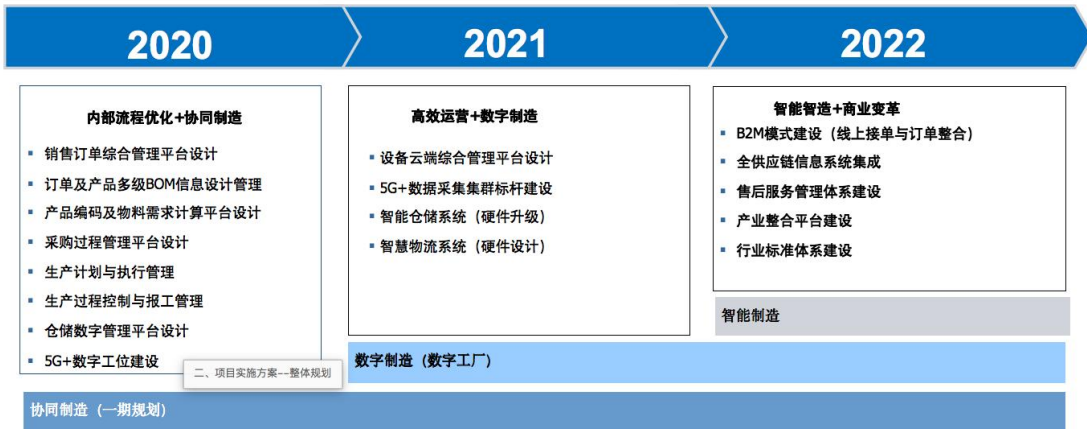 2020
2021
2022
内部流程优化+协同制造
销售订单综合管理平台设计
订单及产品多级BOM信息设计管理
产品编码及物料需求计算平台设计
采购过程管理平台设计
生产计划与执行管理
生产过程控制与报工管理
仓储数字管理平台设计
5G+数字工位建设
高效运营+数字制造
设备云端综合管理平台设计
5G+数据采集集群标杆建设
智能仓储系统（硬件升级）
智慧物流系统（硬件设计）
智能智造+商业变革
B2M模式建设（线上接单与订单整合）
全供应链信息系统集成
售后服务管理体系建设
产业整合平台建设
行业标准体系建设
智能制造
数字制造（数字工厂）
二、项目实施方案--整体规划
协同制造（一期规划）